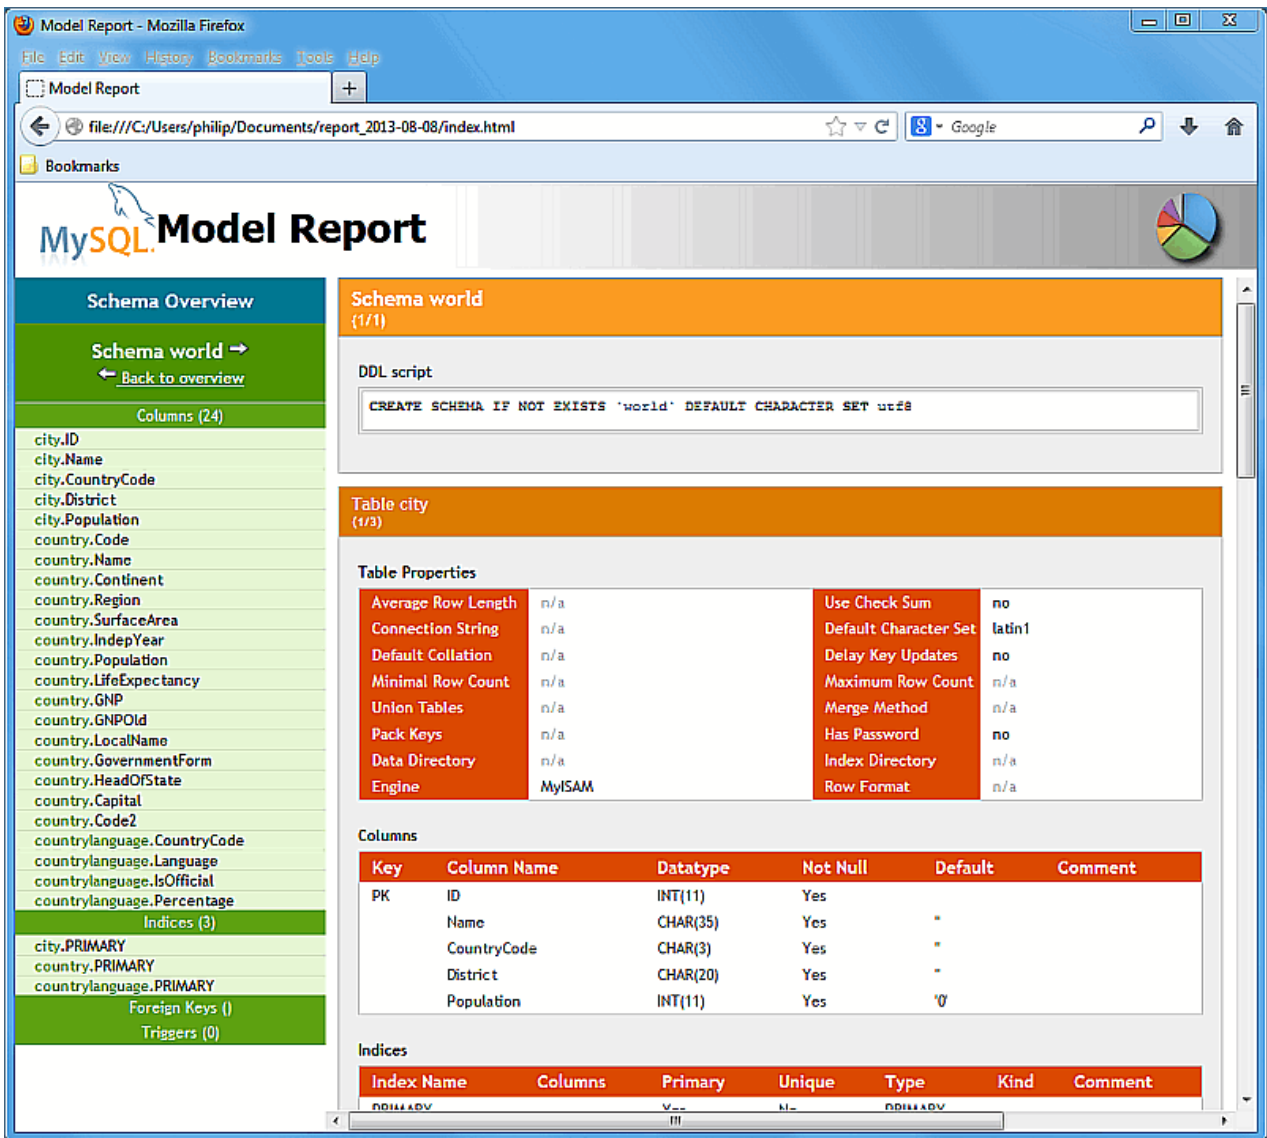 Model Report - Mozilla Firefox
File Edit View History Bookmarks Tools Help
Model Report +
file:///C:/Users/philip/Documents/report_2013-08-08/index.html
8 Google
Bookmarks
MySQL. Model Report
Schema Overview
Schema world
Back to overview
Columns (24)
city.ID
city.Name
city.CountryCode
city.District
city.Population
country.Code
country.Name
country.Continent
country.Region
country.SurfaceArea
country.IndepYear
country.Population
country.LifeExpectancy
country.GNP
country.GNPOld
country.LocalName
country.GovernmentForm
country.HeadOfState
country.Capital
country.Code2
countrylanguage.CountryCode
countrylanguage.Language
countrylanguage.IsOfficial
countrylanguage.Percentage
Indices (3)
city.PRIMARY
country.PRIMARY
countrylanguage.PRIMARY
Foreign Keys ()
Triggers (0)
Schema world
(1/1)
DDL script
CREATE SCHEMA IF NOT EXISTS `world` DEFAULT CHARACTER SET utf8
Table city
(1/3)
Table Properties
Average Row Length n/a Use Check Sum no
Connection String n/a Default Character Set latin1
Default Collation n/a Delay Key Updates no
Minimal Row Count n/a Maximum Row Count n/a
Union Tables n/a Merge Method n/a
Pack Keys n/a Has Password no
Data Directory n/a Index Directory n/a
Engine MyISAM Row Format n/a
Columns
Key Column Name Datatype Not Null Default Comment
PK ID INT(11) Yes
Name CHAR(35) Yes ''
CountryCode CHAR(3) Yes ''
District CHAR(20) Yes ''
Population INT(11) Yes '0'
Indices
Index Name Columns Primary Unique Type Kind Comment
PRIMARY Yes No PRIMARY